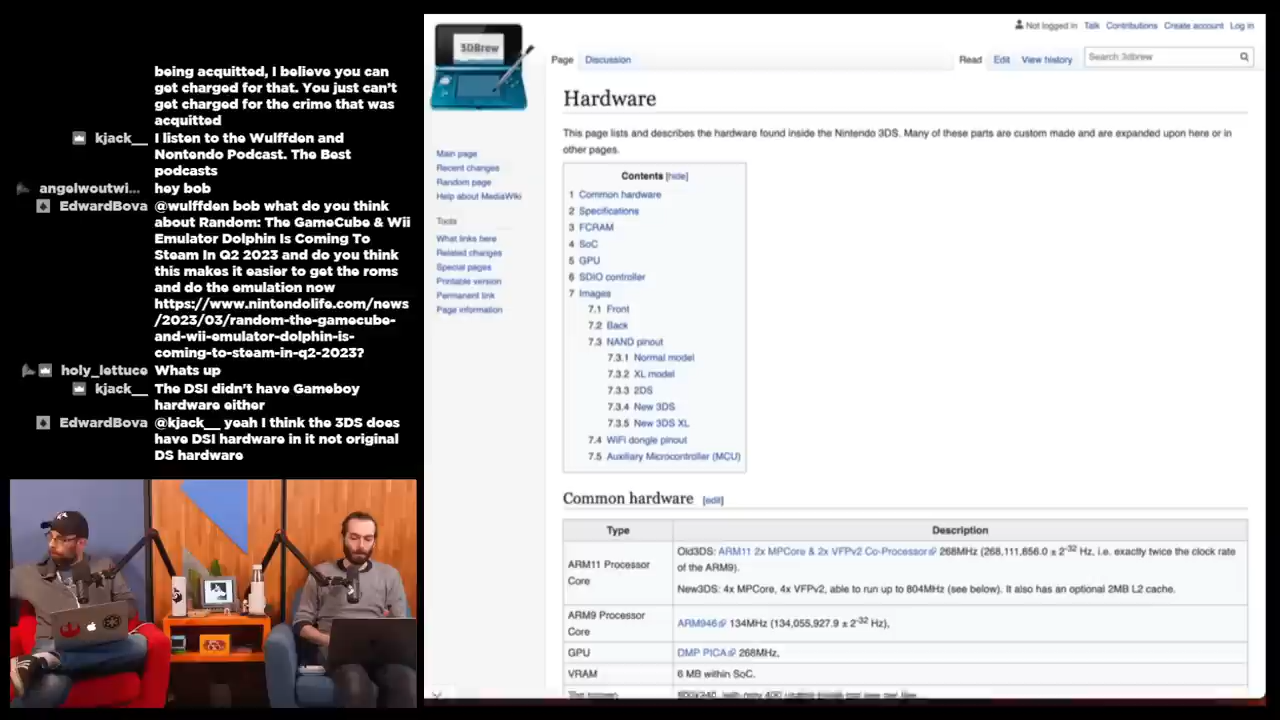 being acquitted, I believe you can
get charged for that. You just can't
get charged for the crime that was
acquitted
kjack__ I listen to the Wulffden and
Nontendo Podcast. The Best
podcasts
angelwoutwi... hey bob
EdwardBova @wulffden bob what do you think
about Random: The GameCube & Wii
Emulator Dolphin Is Coming To
Steam In Q2 2023 and do you think
this makes it easier to get the roms
and do the emulation now
https://www.nintendolife.com/news
/2023/03/random-the-gamecube-
and-wii-emulator-dolphin-is-
coming-to-steam-in-q2-2023?
holy_lettuce Whats up
kjack__ The DSI didn't have Gameboy
hardware either
EdwardBova @kjack__ yeah I think the 3DS does
have DSI hardware in it not original
DS hardware
3DBrew
Not logged in Talk Contributions Create account Log in
Page Discussion Read Edit View history Search 3dbrew
Main page
Recent changes
Random page
Help about MediaWiki
Tools
What links here
Related changes
Special pages
Printable version
Permanent link
Page information
Hardware
This page lists and describes the hardware found inside the Nintendo 3DS. Many of these parts are custom made and are expanded upon here or in
other pages.
Contents [hide]
1 Common hardware
2 Specifications
3 FCRAM
4 SoC
5 GPU
6 SDIO controller
7 Images
7.1 Front
7.2 Back
7.3 NAND pinout
7.3.1 Normal model
7.3.2 XL model
7.3.3 2DS
7.3.4 New 3DS
7.3.5 New 3DS XL
7.4 WiFi dongle pinout
7.5 Auxiliary Microcontroller (MCU)
Common hardware [edit]
Type Description
ARM11 Processor
Core
Old3DS: ARM11 2x MPCore & 2x VFPv2 Co-Processor 268MHz (268,111,856.0 ± 2-32 Hz, i.e. exactly twice the clock rate
of the ARM9).
New3DS: 4x MPCore, 4x VFPv2, able to run up to 804MHz (see below). It also has an optional 2MB L2 cache.
ARM9 Processor
Core
ARM946 134MHz (134,055,927.9 ± 2-32 Hz),
GPU DMP PICA 268MHz,
VRAM 6 MB within SoC.